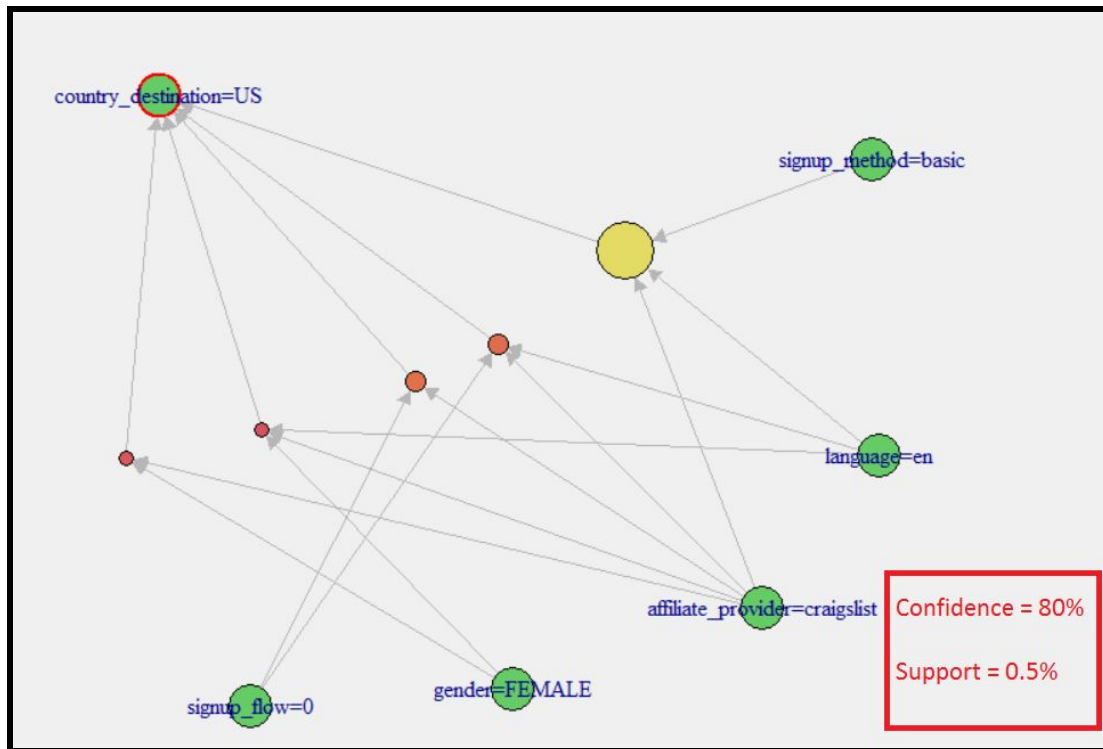 country_destination=US
signup_method=basic
language=en
affiliate_provider=craigslist
Confidence = 80%
Support = 0.5%
gender=FEMALE
signup_flow=0